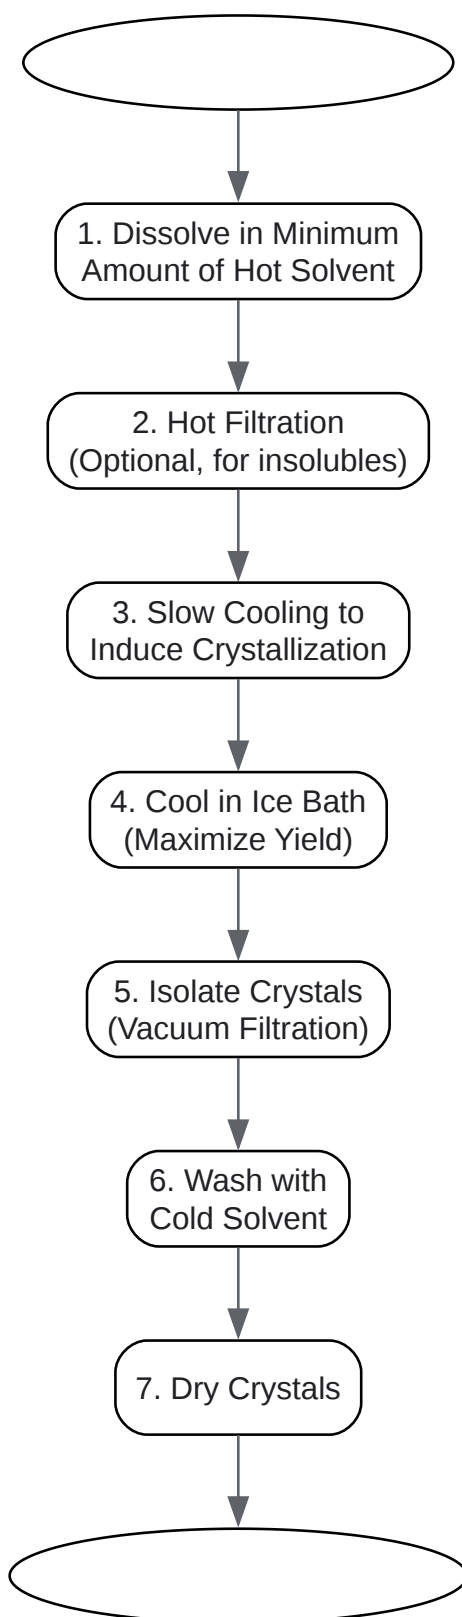 1. Dissolve in Minimum
Amount of Hot Solvent
2. Hot Filtration
(Optional, for insolubles)
3. Slow Cooling to
Induce Crystallization
4. Cool in Ice Bath
(Maximize Yield)
5. Isolate Crystals
(Vacuum Filtration)
6. Wash with
Cold Solvent
7. Dry Crystals